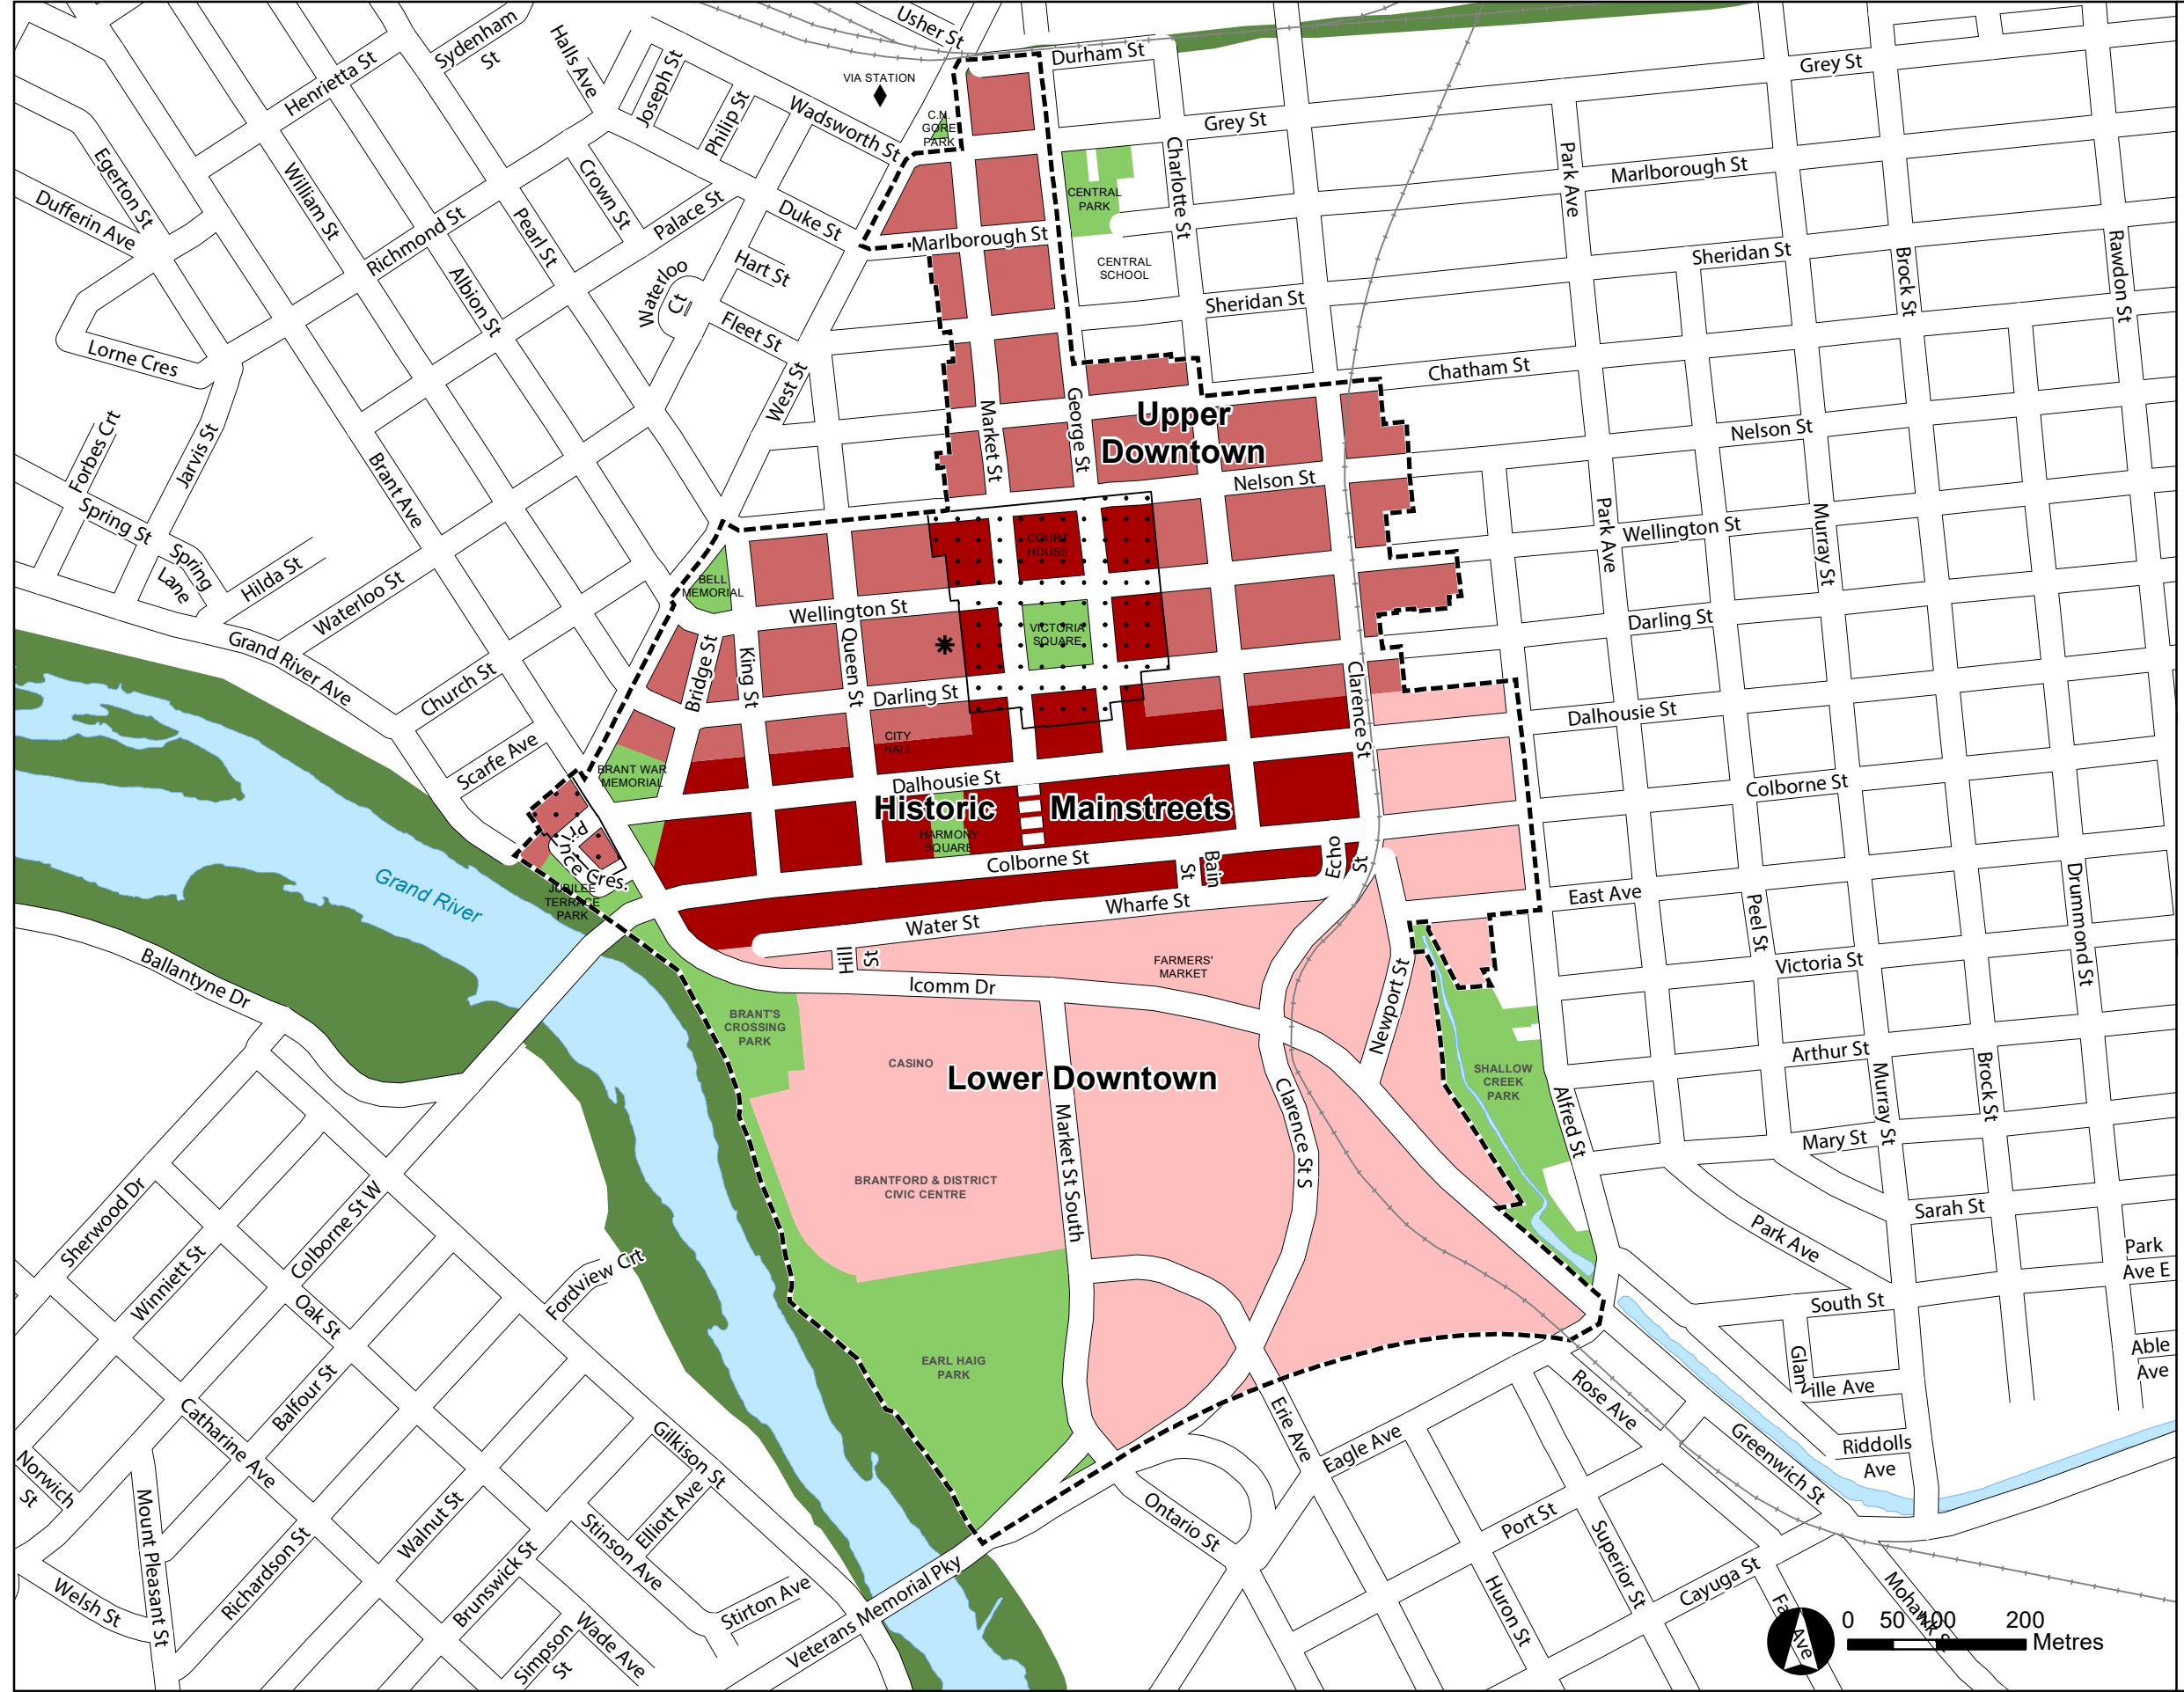 Usher St
Sydenham
St
Halls Ave
Henrietta St
Joseph St
Philip St
VIA STATION
Wadsworth St
C.N.
GORE
PARK
Durham St
Grey St
Grey St
Egerton St
Dufferin Ave
William St
Richmond St
Crown St
Pearl St
Palace St
Duke St
Hart St
Waterloo
Ct
Fleet St
Albion St
West St
Marlborough St
CENTRAL
PARK
Charlotte St
CENTRAL
SCHOOL
Park Ave
Marlborough St
Sheridan St
Sheridan St
Brock St
Rawdon St
Lorne Cres
Forbes Crt
Jarvis St
Brant Ave
Spring St
Spring
Lane
Hilda St
Waterloo St
Grand River Ave
Church St
Scarfe Ave
Market St
George St
Upper
Downtown
Chatham St
Nelson St
Nelson St
Wellington St
Park Ave
Murray St
Darling St
Dalhousie St
Colborne St
COURT
HOUSE
BELL
MEMORIAL
Wellington St
VICTORIA
SQUARE
Bridge St
King St
Queen St
Darling St
CITY
HALL
BRANT WAR
MEMORIAL
Dalhousie St
Clarence St
Historic Mainstreets
HARMONY
SQUARE
Colborne St
Prince Cres.
JUBILEE
TERRACE
PARK
Bain
St
Echo
St
Water St
Wharfe St
Hill
St
Icomm Dr
FARMERS'
MARKET
Newport St
East Ave
Peel St
Victoria St
Drummond St
Arthur St
Murray St
Brock St
Mary St
Alfred St
Grand River
Ballantyne Dr
BRANT'S
CROSSING
PARK
CASINO
Lower Downtown
Market St South
Clarence St S
SHALLOW
CREEK
PARK
BRANTFORD & DISTRICT
CIVIC CENTRE
EARL HAIG
PARK
Sherwood Dr
Winniett St
Colborne St W
Oak St
Fordview Crt
Balfour St
Catharine Ave
Norwich
St
Mount Pleasant St
Welsh St
Richardson St
Walnut St
Brunswick St
Gilkison St
Elliott Ave
Stinson Ave
Stirton Ave
Simpson
St
Wade Ave
Veterans Memorial Pky
Ontario St
Erie Ave
Eagle Ave
Port St
Superior St
Huron St
Cayuga St
Rose Ave
Greenwich St
Park Ave
Sarah St
Park
Ave E
South St
Glanville Ave
Able
Ave
Riddolls
Ave
Ave
0 50 100 200
Metres